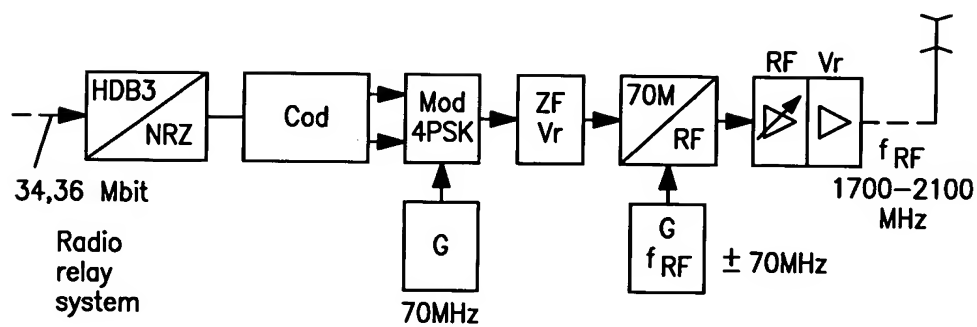 HDB3
NRZ
Cod
Mod
4PSK
ZF
Vr
70M
RF
RF Vr
34,36 Mbit
Radio
relay
system
G
70MHz
G
f RF
± 70MHz
f RF
1700–2100
MHz